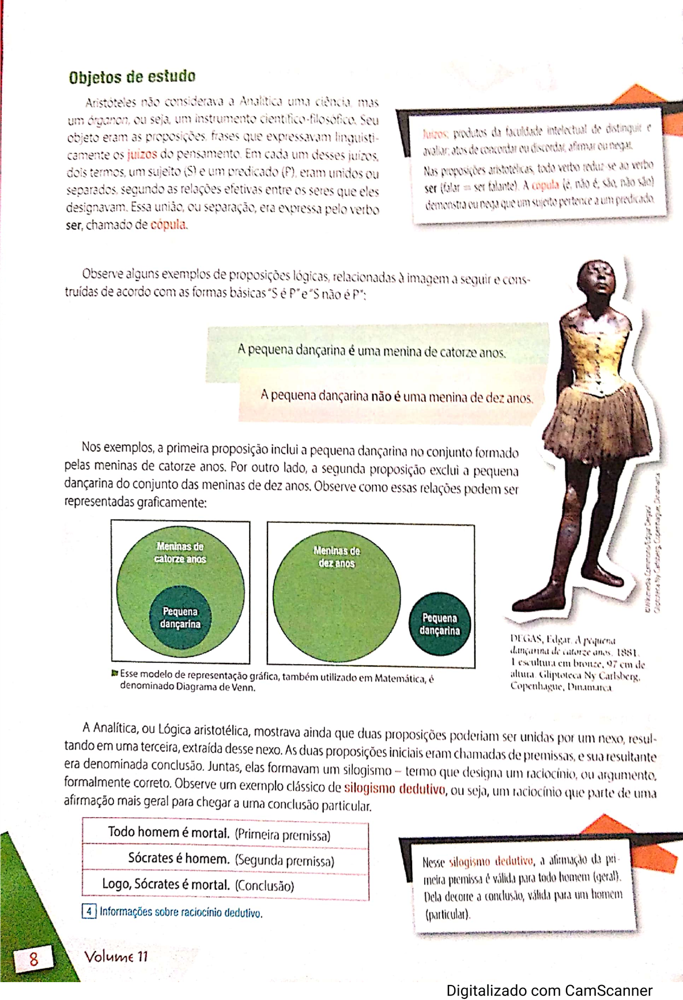 Objetos de estudo
Aristóteles não considerava a Analítica uma ciência, mas
um órganon, ou seja, um instrumento científico-filosófico. Seu
objeto eram as proposições, frases que expressavam linguisti-
camente os juízos do pensamento. Em cada um desses juízos,
dois termos, um sujeito (S) e um predicado (P), eram unidos ou
separados, segundo as relações efetivas entre os seres que eles
designavam. Essa união, ou separação, era expressa pelo verbo
ser, chamado de cópula.
Juízos: produtos da faculdade intelectual de distinguir e
avaliar; atos de concordar ou discordar, afirmar ou negar.
Nas proposições aristotélicas, todo verbo reduz-se ao verbo
ser (falar = ser falante). A cópula (é, não é, são, não são)
demonstra ou nega que um sujeito pertence a um predicado.
Observe alguns exemplos de proposições lógicas, relacionadas à imagem a seguir e cons-
truídas de acordo com as formas básicas "S é P" e "S não é P":
A pequena dançarina é uma menina de catorze anos.
A pequena dançarina não é uma menina de dez anos.
Nos exemplos, a primeira proposição inclui a pequena dançarina no conjunto formado
pelas meninas de catorze anos. Por outro lado, a segunda proposição exclui a pequena
dançarina do conjunto das meninas de dez anos. Observe como essas relações podem ser
representadas graficamente:
Meninas de
catorze anos
Pequena
dançarina
Meninas de
dez anos
Pequena
dançarina
Esse modelo de representação gráfica, também utilizado em Matemática, é
denominado Diagrama de Venn.
©Wikimedia Commons/Edgar Degas/
Gliptoteca Ny Carlsberg, Copenhague, Dinamarca
DEGAS, Edgar. A pequena
dançarina de catorze anos. 1881.
1 escultura em bronze, 97 cm de
altura. Gliptoteca Ny Carlsberg,
Copenhague, Dinamarca.
A Analítica, ou Lógica aristotélica, mostrava ainda que duas proposições poderiam ser unidas por um nexo, resul-
tando em uma terceira, extraída desse nexo. As duas proposições iniciais eram chamadas de premissas, e sua resultante
era denominada conclusão. Juntas, elas formavam um silogismo – termo que designa um raciocínio, ou argumento,
formalmente correto. Observe um exemplo clássico de silogismo dedutivo, ou seja, um raciocínio que parte de uma
afirmação mais geral para chegar a uma conclusão particular.
Todo homem é mortal. (Primeira premissa)
Sócrates é homem. (Segunda premissa)
Logo, Sócrates é mortal. (Conclusão)
4 Informações sobre raciocínio dedutivo.
Nesse silogismo dedutivo, a afirmação da pri-
meira premissa é válida para todo homem (geral).
Dela decorre a conclusão, válida para um homem
(particular).
8
Volume 11
Digitalizado com CamScanner